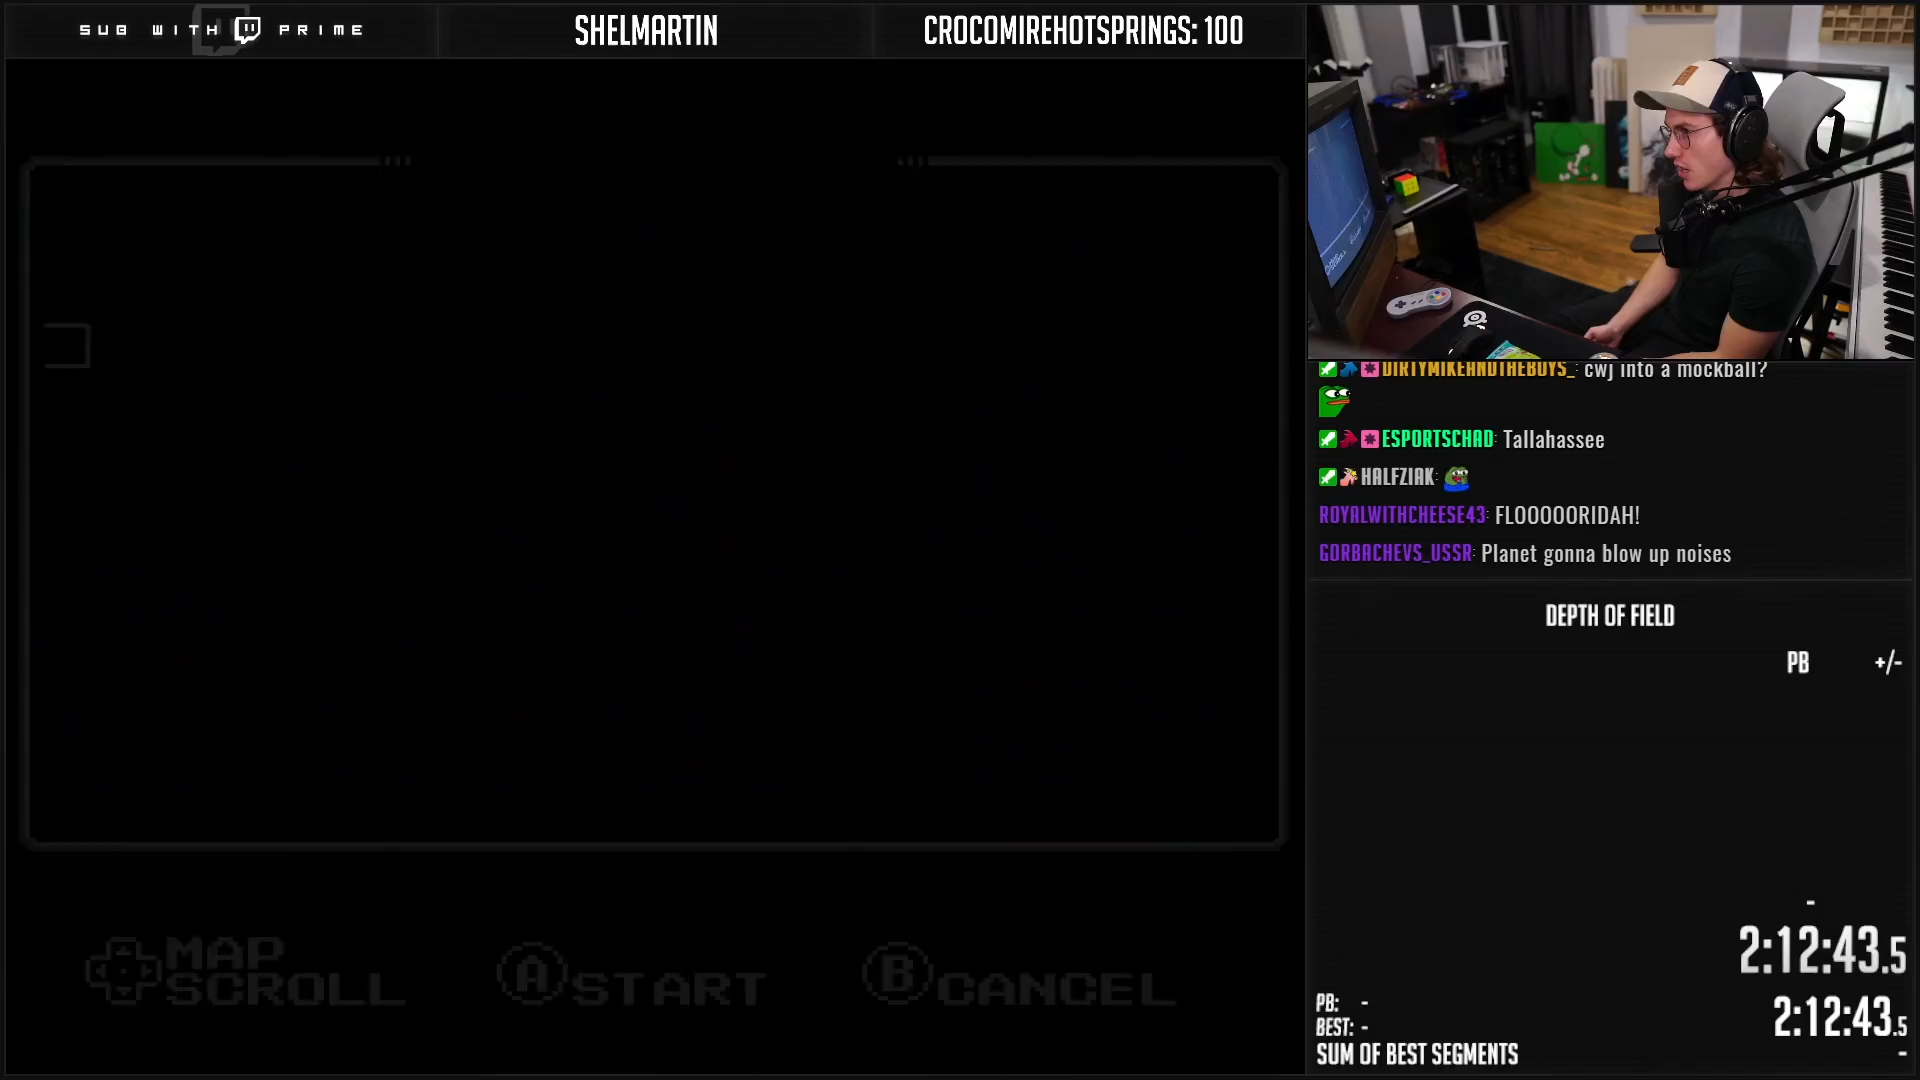 SUB WITH PRIME
SHELMARTIN
CROCOMIREHOTSPRINGS: 100
DIRTYMIKEANDTHEBOYS_: cwj into a mockball?
ESPORTSCHAD: Tallahassee
HALFZIAK:
ROYALWITHCHEESE43: FLOOOOORIDAH!
GORBACHEVS_USSR: Planet gonna blow up noises
DEPTH OF FIELD
PB +/-
-
2:12:43.5
PB: -
2:12:43.5
BEST: -
SUM OF BEST SEGMENTS -
MAP SCROLL
A START
B CANCEL